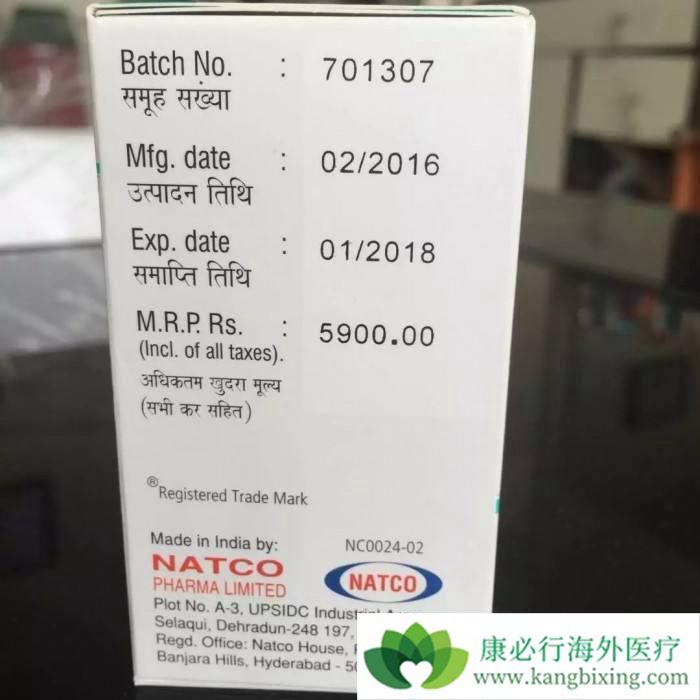 Batch No. : 701307
समूह सख्या
Mfg. date : 02/2016
उत्पादन तिथि
Exp. date : 01/2018
समाप्ति तिथि
M.R.P. Rs. : 5900.00
(Incl. of all taxes).
अधिकतम खुदरा मूल्य
(सभी कर सहित)
®Registered Trade Mark
Made in India by: NC0024-02
NATCO
PHARMA LIMITED
NATCO
Plot No. A-3, UPSIDC
Selaqui, Dehradun-248 197,
Regd. Office: Natco House,
Banjara Hills, Hyderabad -
康必行海外医疗
www.kangbixing.com